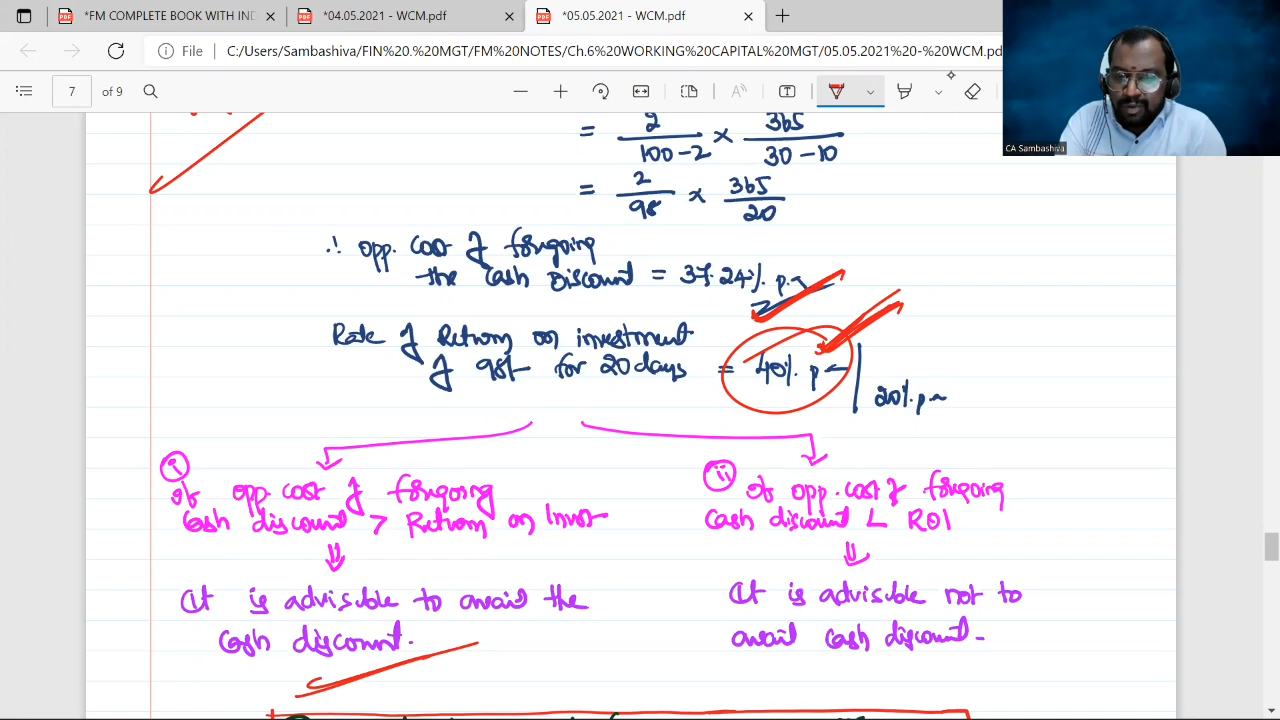 *FM COMPLETE BOOK WITH IND
*04.05.2021 - WCM.pdf
*05.05.2021 - WCM.pdf
File
C:/Users/Sambashiva/FIN%20.%20MGT/FM%20NOTES/Ch.6%20WORKING%20CAPITAL%20MGT/05.05.2021%20-%20WCM.pd
7 of 9
CA Sambashiva
= 2/(100-2) × 365/(30-10)
= 2/98 × 365/20
∴ opp. cost of forgoing
the Cash Discount = 37.24% p.a
Rate of Return on investment
of 98/- for 20 days = 40% p.a
20% p.a
i
If opp. cost of forgoing
Cash discount > Return on Invst
It is advisible to avail the
Cash discount.
ii
If opp. cost of forgoing
Cash discount < ROI
It is advisible not to
avail cash discount.